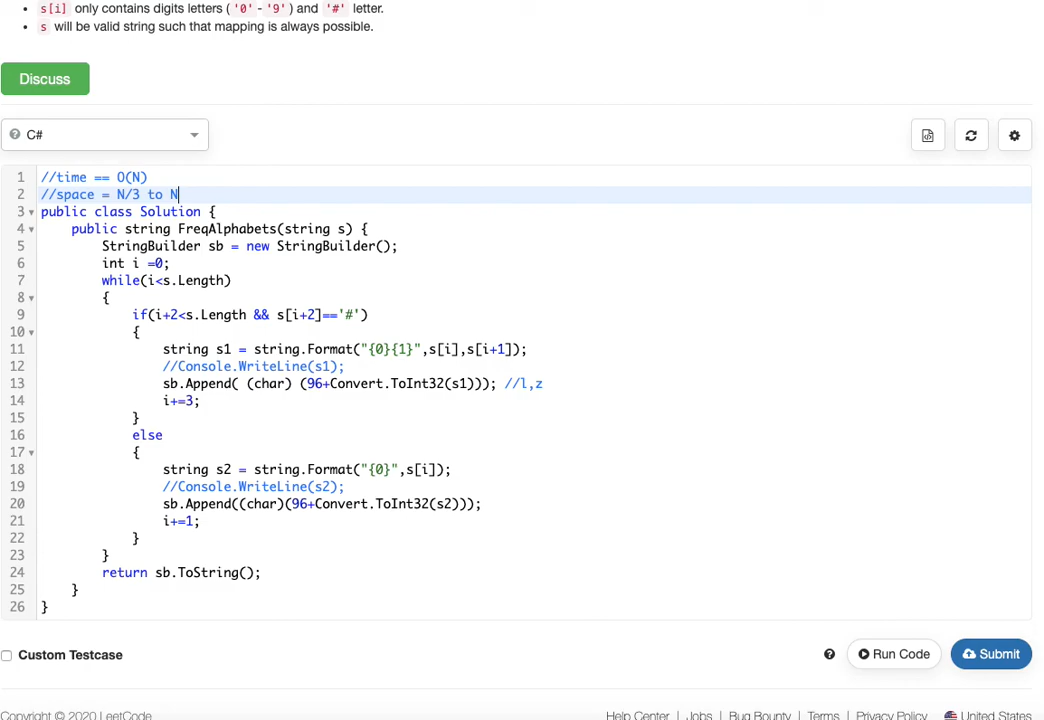 s[i] only contains digits letters ('0'-'9') and '#' letter.
s will be valid string such that mapping is always possible.
Discuss
C#
1 //time == O(N)
2 //space = N/3 to N
3 public class Solution {
4 public string FreqAlphabets(string s) {
5 StringBuilder sb = new StringBuilder();
6 int i =0;
7 while(i<s.Length)
8 {
9 if(i+2<s.Length && s[i+2]=='#')
10 {
11 string s1 = string.Format("{0}{1}",s[i],s[i+1]);
12 //Console.WriteLine(s1);
13 sb.Append( (char) (96+Convert.ToInt32(s1))); //l,z
14 i+=3;
15 }
16 else
17 {
18 string s2 = string.Format("{0}",s[i]);
19 //Console.WriteLine(s2);
20 sb.Append((char)(96+Convert.ToInt32(s2)));
21 i+=1;
22 }
23 }
24 return sb.ToString();
25 }
26 }
Custom Testcase
Run Code
Submit
Copyright © 2020 LeetCode
Help Center | Jobs | Bug Bounty | Terms | Privacy Policy | United States